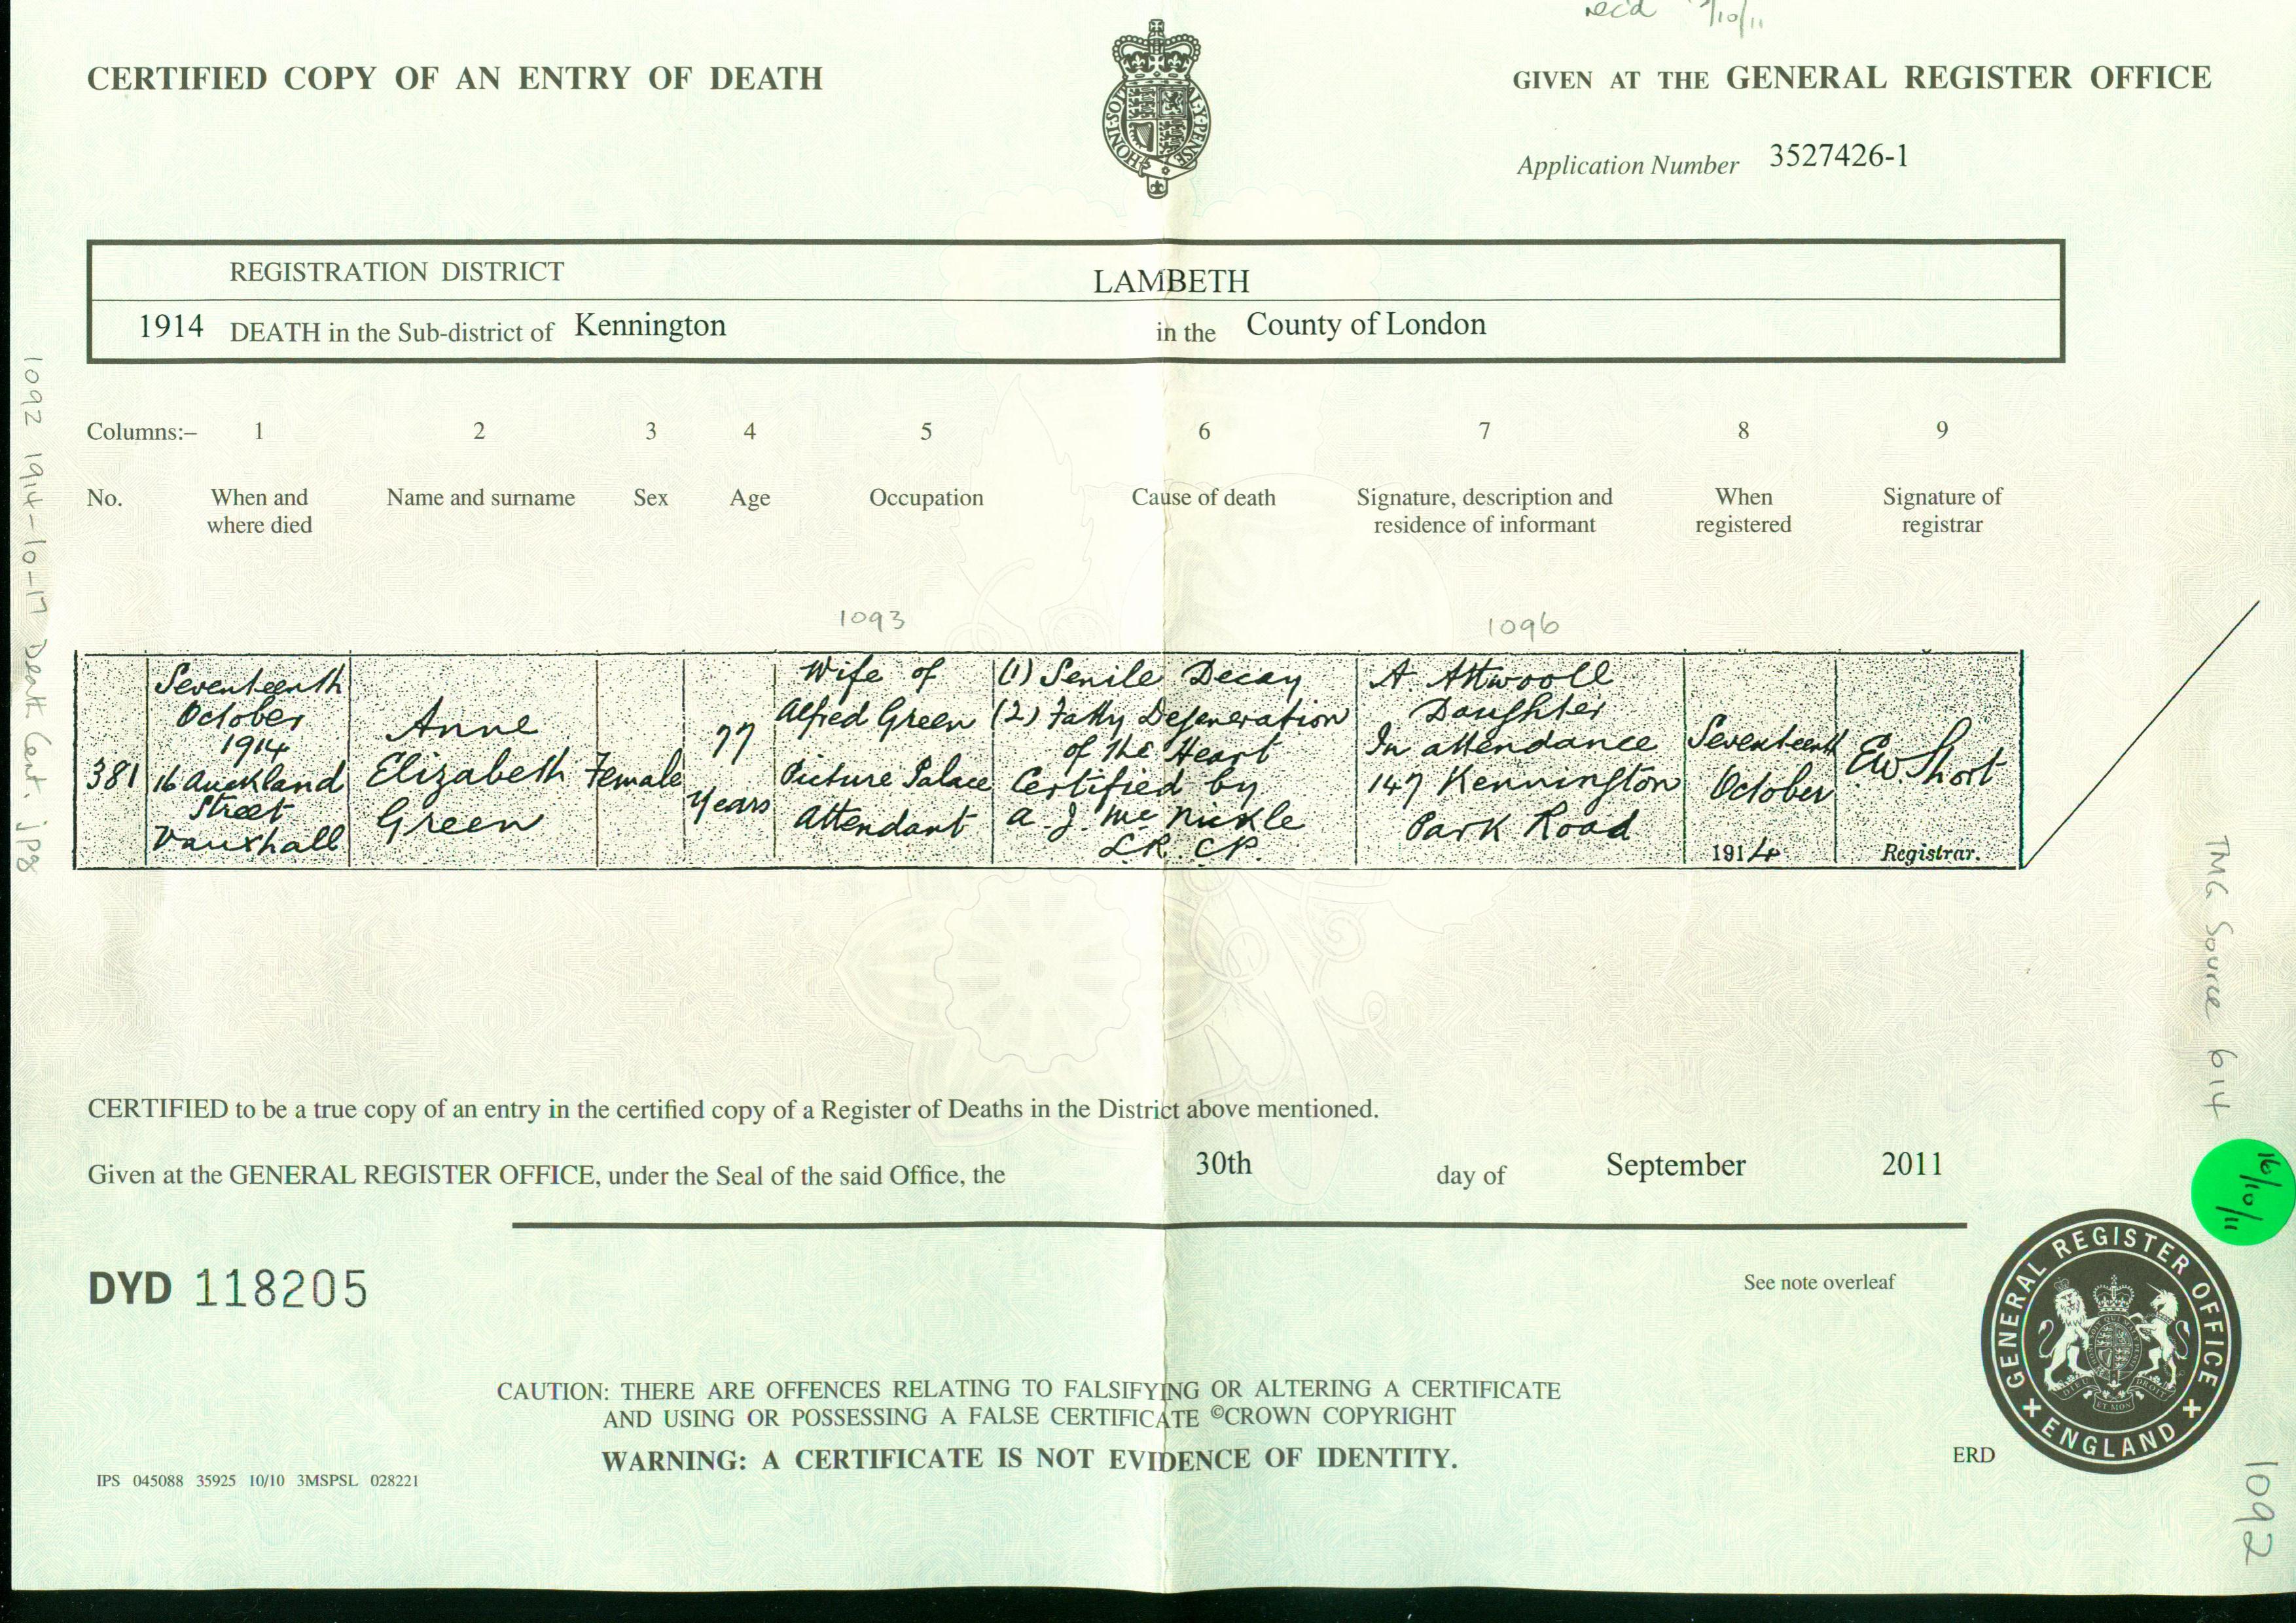 rec'd /10/11
CERTIFIED COPY OF AN ENTRY OF DEATH
GIVEN AT THE GENERAL REGISTER OFFICE
HONI·SOIT AL·Y·PENSE
Application Number 3527426-1
REGISTRATION DISTRICT LAMBETH
1914 DEATH in the Sub-district of Kennington in the County of London
Columns:– 1 2 3 4 5 6 7 8 9
No. When and where died Name and surname Sex Age Occupation Cause of death Signature, description and residence of informant When registered Signature of registrar
1093
1096
381
Seventeenth
October
1914
16 Auckland
Street
Vauxhall
Anne
Elizabeth
Green
Female
77
years
Wife of
Alfred Green
Picture Palace
Attendant
(1) Senile Decay
(2) Fatty Degeneration
of the Heart
Certified by
A. J. McNickle
L.R.C.P.
A. Attwooll
Daughter
In attendance
147 Kennington
Park Road
Seventeenth
October
1914
E.W. Short
Registrar.
CERTIFIED to be a true copy of an entry in the certified copy of a Register of Deaths in the District above mentioned.
Given at the GENERAL REGISTER OFFICE, under the Seal of the said Office, the 30th day of September 2011
DYD 118205
See note overleaf
CAUTION: THERE ARE OFFENCES RELATING TO FALSIFYING OR ALTERING A CERTIFICATE
AND USING OR POSSESSING A FALSE CERTIFICATE ©CROWN COPYRIGHT
WARNING: A CERTIFICATE IS NOT EVIDENCE OF IDENTITY.
IPS 045088 35925 10/10 3MSPSL 028221
ERD
GENERAL REGISTER OFFICE
ENGLAND
1092 1914-10-17 Death Cert. jpg
TMG Source 614
16/10/11
1092